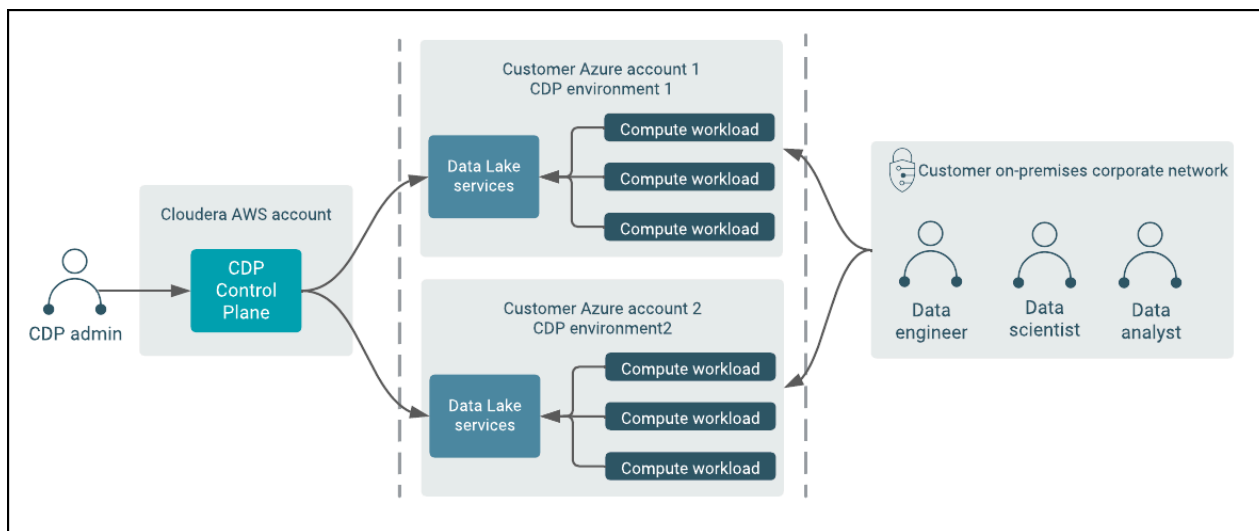 CDP admin
Cloudera AWS account
CDP
Control
Plane
Customer Azure account 1
CDP environment 1
Data Lake
services
Compute workload
Compute workload
Compute workload
Customer Azure account 2
CDP environment2
Data Lake
services
Compute workload
Compute workload
Compute workload
Customer on-premises corporate network
Data
engineer
Data
scientist
Data
analyst